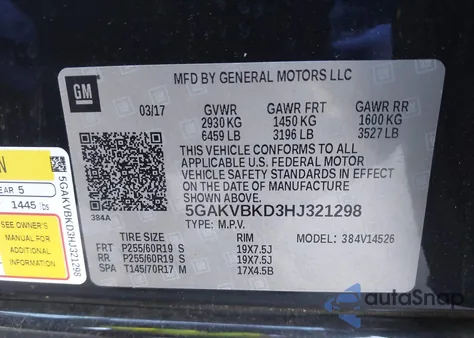 GM
MFD BY GENERAL MOTORS LLC
03/17
GVWR GAWR FRT GAWR RR
2930 KG 1450 KG 1600 KG
6459 LB 3196 LB 3527 LB
THIS VEHICLE CONFORMS TO ALL
APPLICABLE U.S. FEDERAL MOTOR
VEHICLE SAFETY STANDARDS IN EFFECT
ON THE DATE OF MANUFACTURE
SHOWN ABOVE.
384A
5GAKVBKD3HJ321298
TYPE: M.P.V.
MODEL: 384V14526
TIRE SIZE RIM
FRT P255/60R19 S 19X7.5J
RR P255/60R19 S 19X7.5J
SPA T145/70R17 M 17X4.5B
N
EAR 5
1445 lbs
SEE OWNER'S
MANUAL FOR
ADDITIONAL
INFORMATION
5GAKVBKD3HJ321298
autoSnap